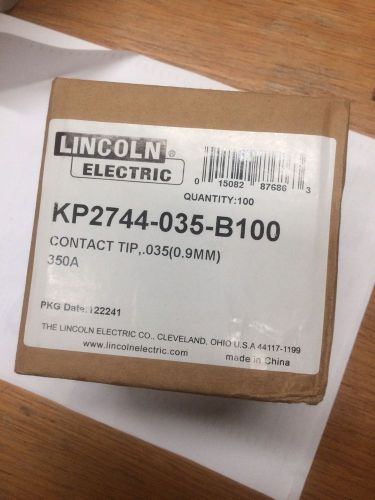 LINCOLN ®
ELECTRIC
0 15082 87686 3
QUANTITY:100
KP2744-035-B100
CONTACT TIP,.035(0.9MM)
350A
PKG Date:122241
THE LINCOLN ELECTRIC CO., CLEVELAND, OHIO U.S.A 44117-1199
www.lincolnelectric.com
made in China